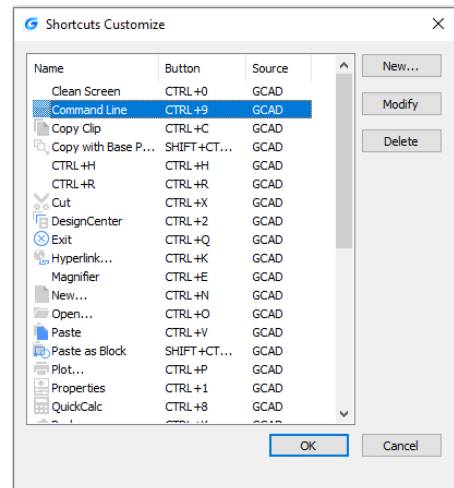 Shortcuts Customize
Name Button Source
Clean Screen CTRL+0 GCAD
Command Line CTRL+9 GCAD
Copy Clip CTRL+C GCAD
Copy with Base P... SHIFT+CT... GCAD
CTRL+H CTRL+H GCAD
CTRL+R CTRL+R GCAD
Cut CTRL+X GCAD
DesignCenter CTRL+2 GCAD
Exit CTRL+Q GCAD
Hyperlink... CTRL+K GCAD
Magnifier CTRL+E GCAD
New... CTRL+N GCAD
Open... CTRL+O GCAD
Paste CTRL+V GCAD
Paste as Block SHIFT+CT... GCAD
Plot... CTRL+P GCAD
Properties CTRL+1 GCAD
QuickCalc CTRL+8 GCAD
New...
Modify
Delete
OK Cancel